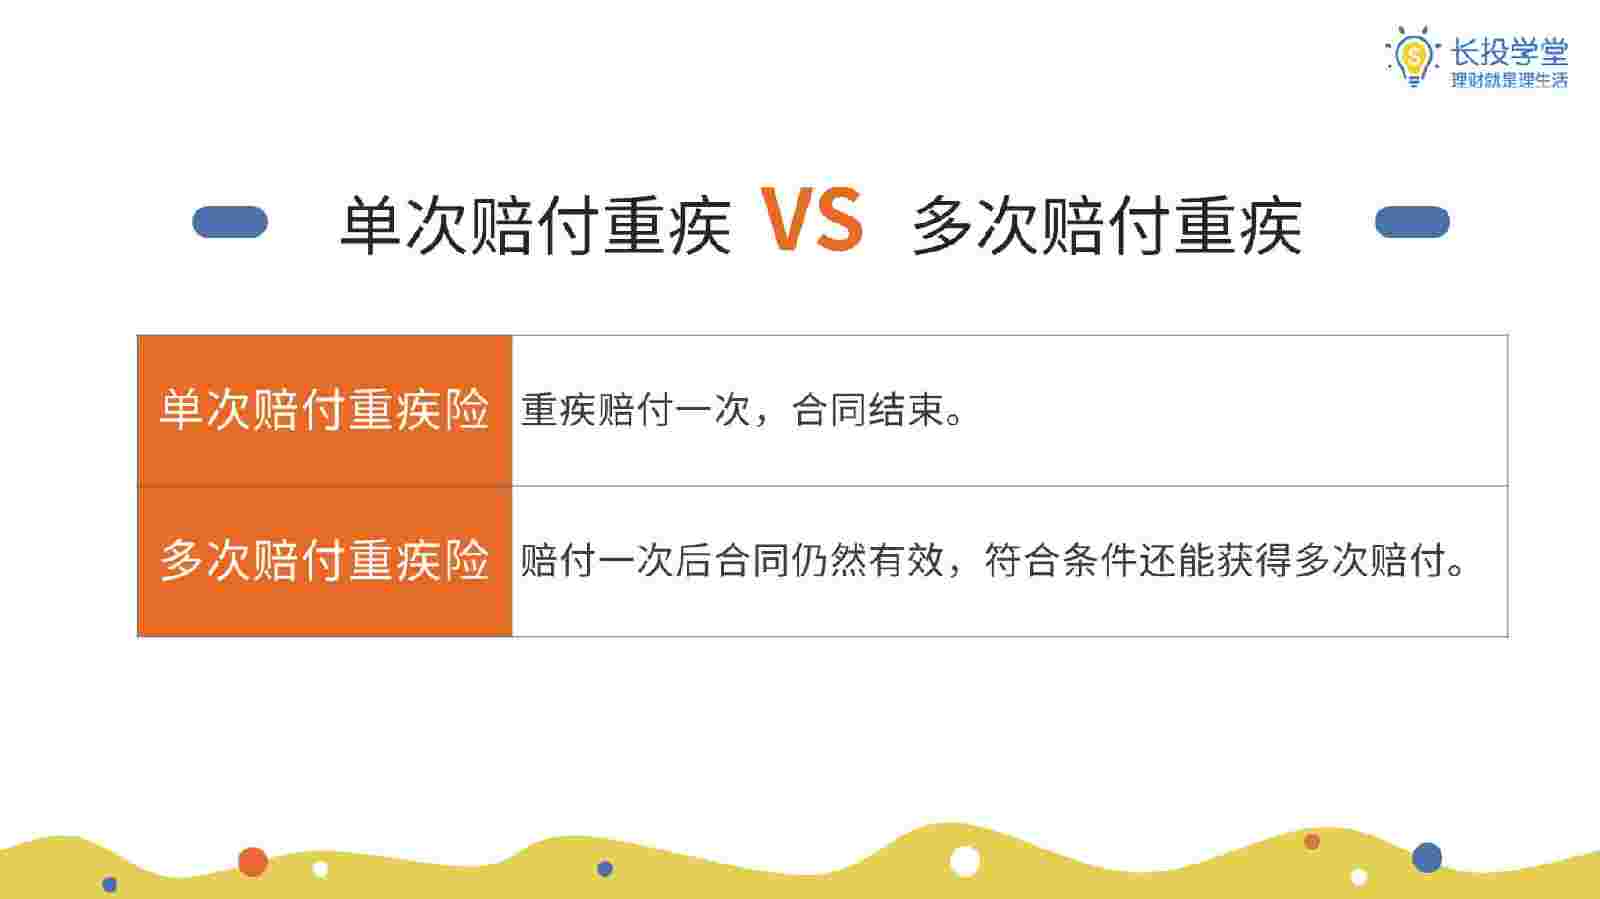 长投学堂
理财就是理生活
单次赔付重疾 VS 多次赔付重疾
单次赔付重疾险
重疾赔付一次，合同结束。
多次赔付重疾险
赔付一次后合同仍然有效，符合条件还能获得多次赔付。